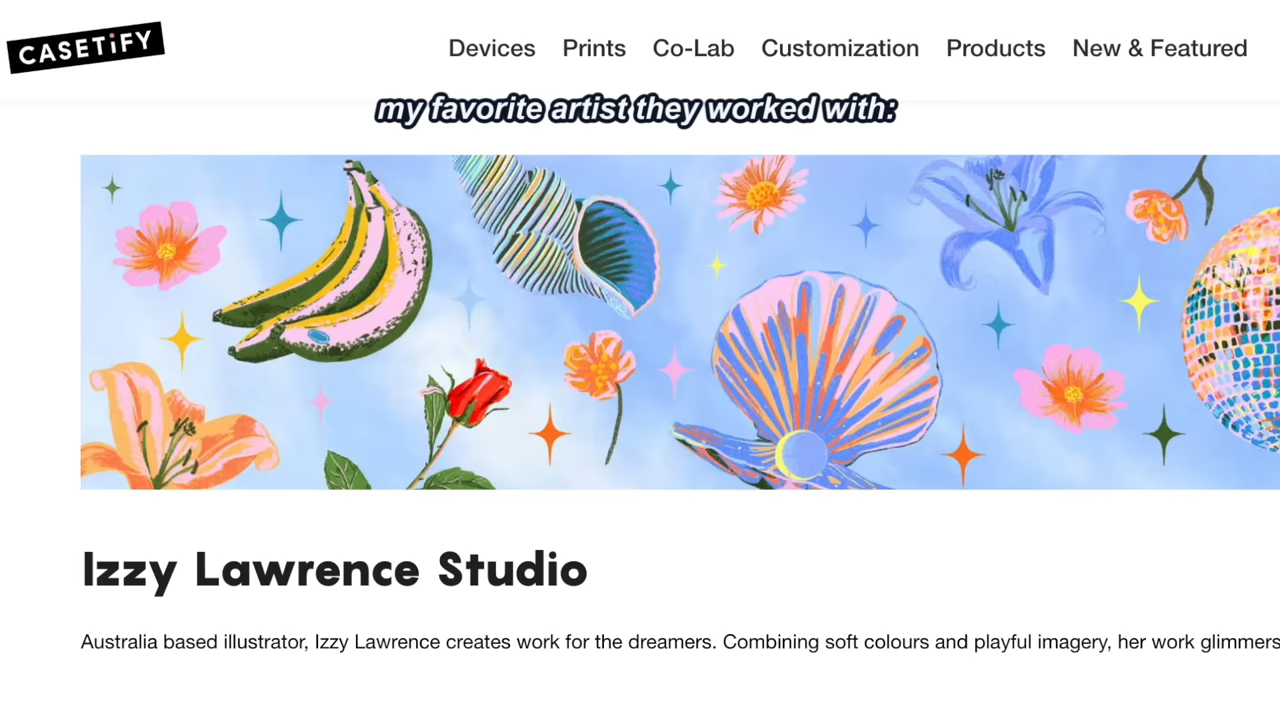 CASETiFY
Devices Prints Co-Lab Customization Products New & Featured
my favorite artist they worked with:
Izzy Lawrence Studio
Australia based illustrator, Izzy Lawrence creates work for the dreamers. Combining soft colours and playful imagery, her work glimmers